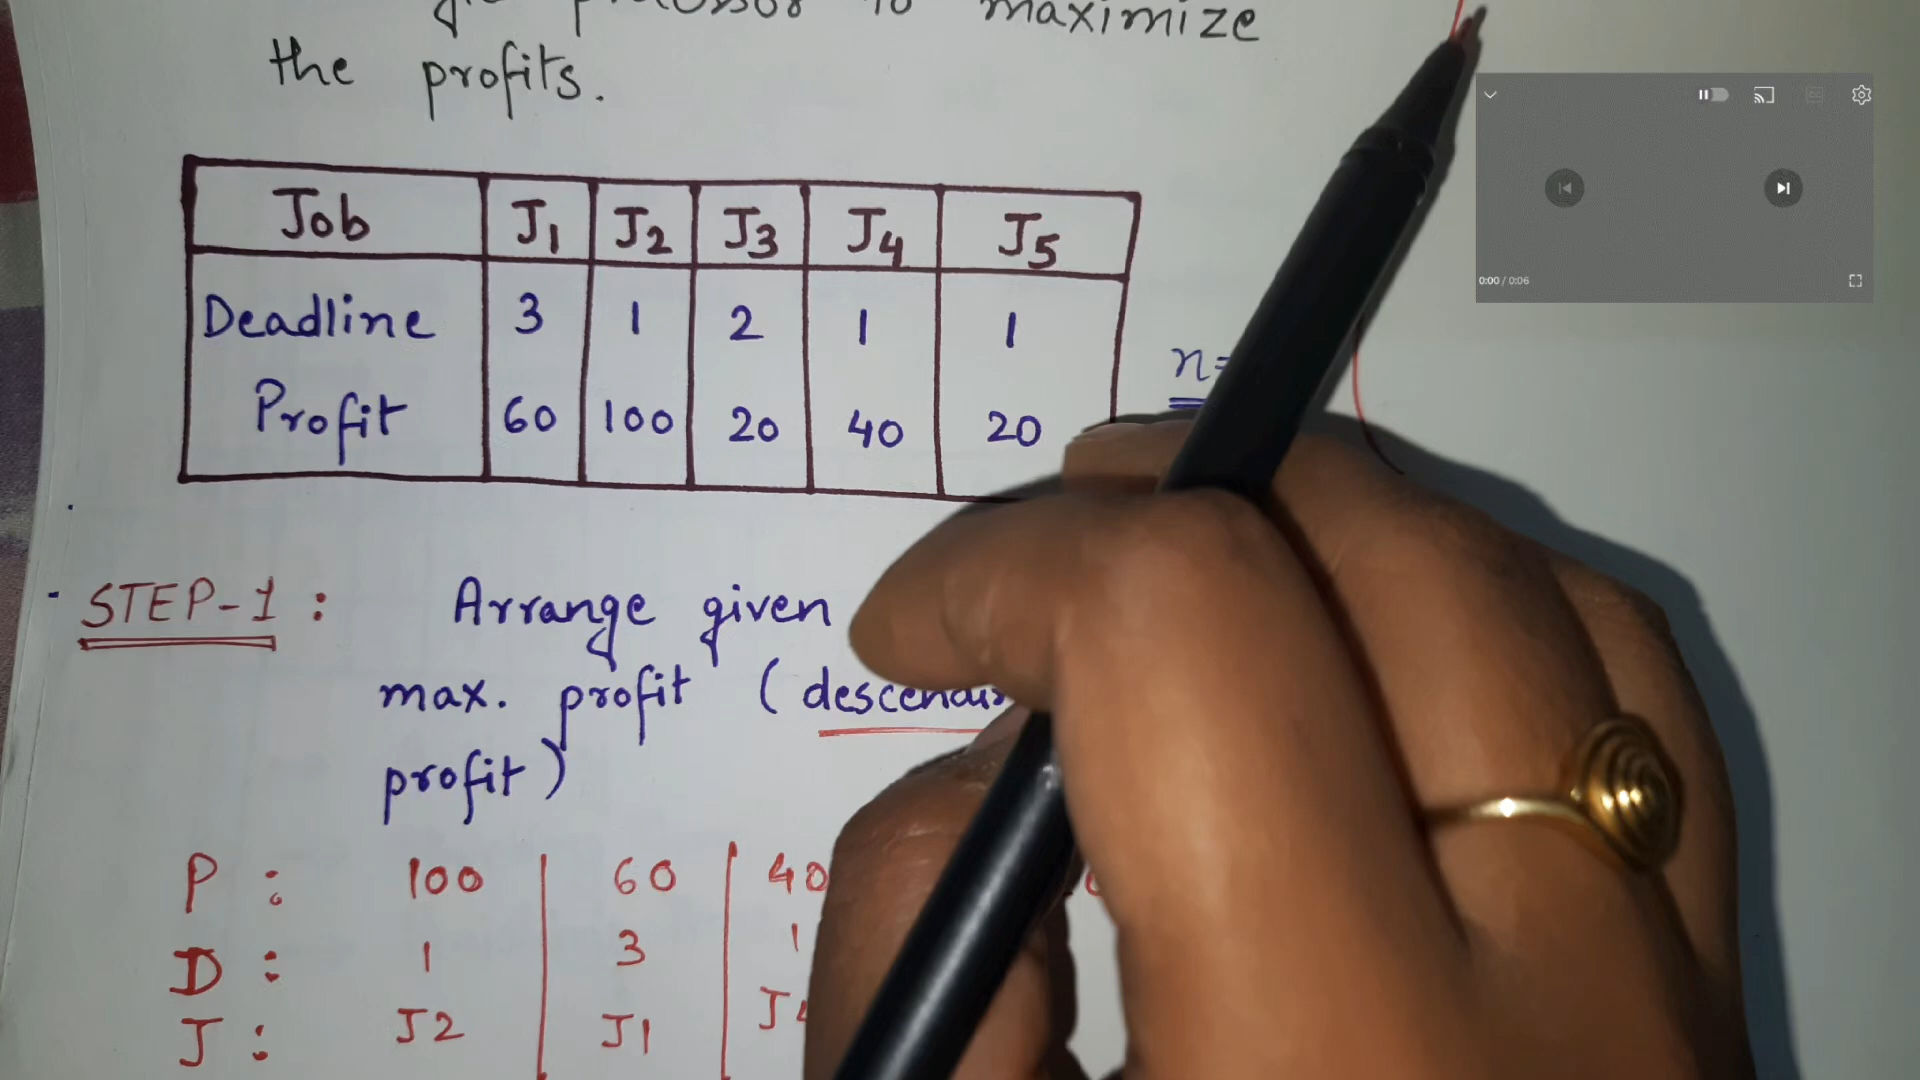 to maximize
the profits.
Job J1 J2 J3 J4 J5
Deadline 3 1 2 1 1
Profit 60 100 20 40 20
n=
STEP-1 : Arrange given
max. profit (
profit)
P : 100 60 40
D : 1 3 1
J : J2 J1
0:00 / 0:06